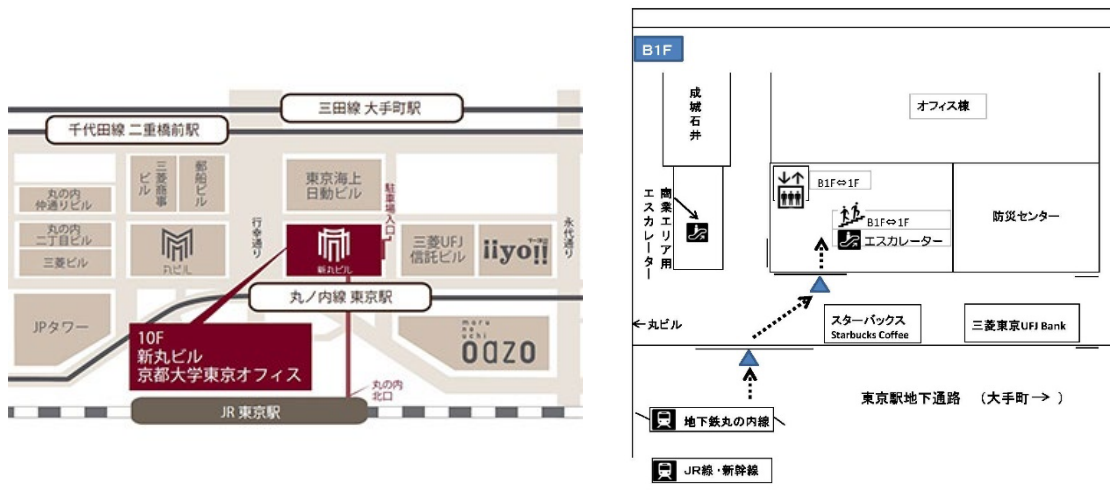 三田線 大手町駅
千代田線 二重橋前駅
丸の内
仲通りビル
三菱商事
ビル
郵船ビル
東京海上
日動ビル
駐車場入口
丸の内
二丁目ビル
三菱ビル
丸ビル
行幸通り
新丸ビル
三菱UFJ
信託ビル
iiyo!!
永代通り
丸ノ内線 東京駅
JPタワー
10F
新丸ビル
京都大学東京オフィス
maru
no
uchi
oazo
丸の内
北口
JR 東京駅
B1F
成城石井
オフィス棟
商業エリア用
エスカレーター
B1F⇔1F
B1F⇔1F
エスカレーター
防災センター
←丸ビル
スターバックス
Starbucks Coffee
三菱東京UFJ Bank
東京駅地下通路 (大手町→ )
地下鉄丸の内線
JR線・新幹線